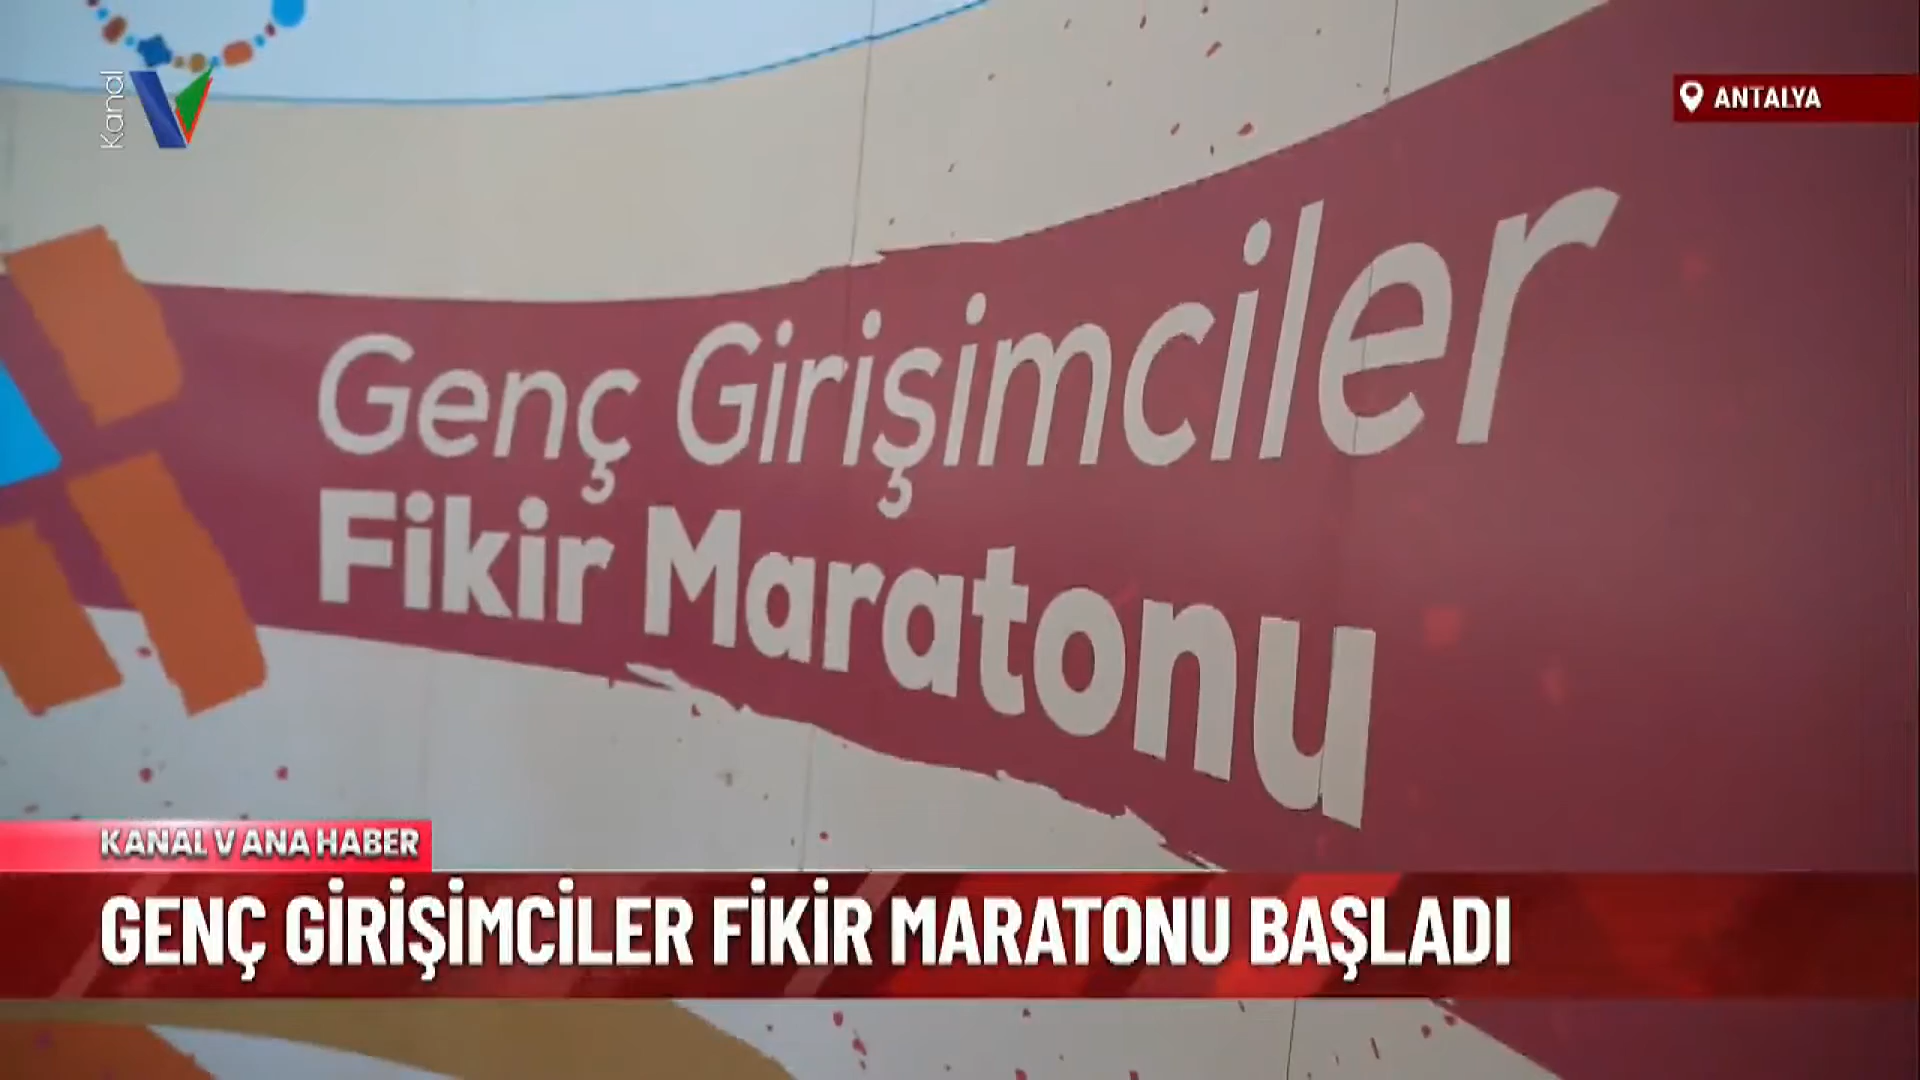 Kanal
ANTALYA
Genç Girişimciler
Fikir Maratonu
KANAL V ANA HABER
GENÇ GİRİŞİMCİLER FİKİR MARATONU BAŞLADI